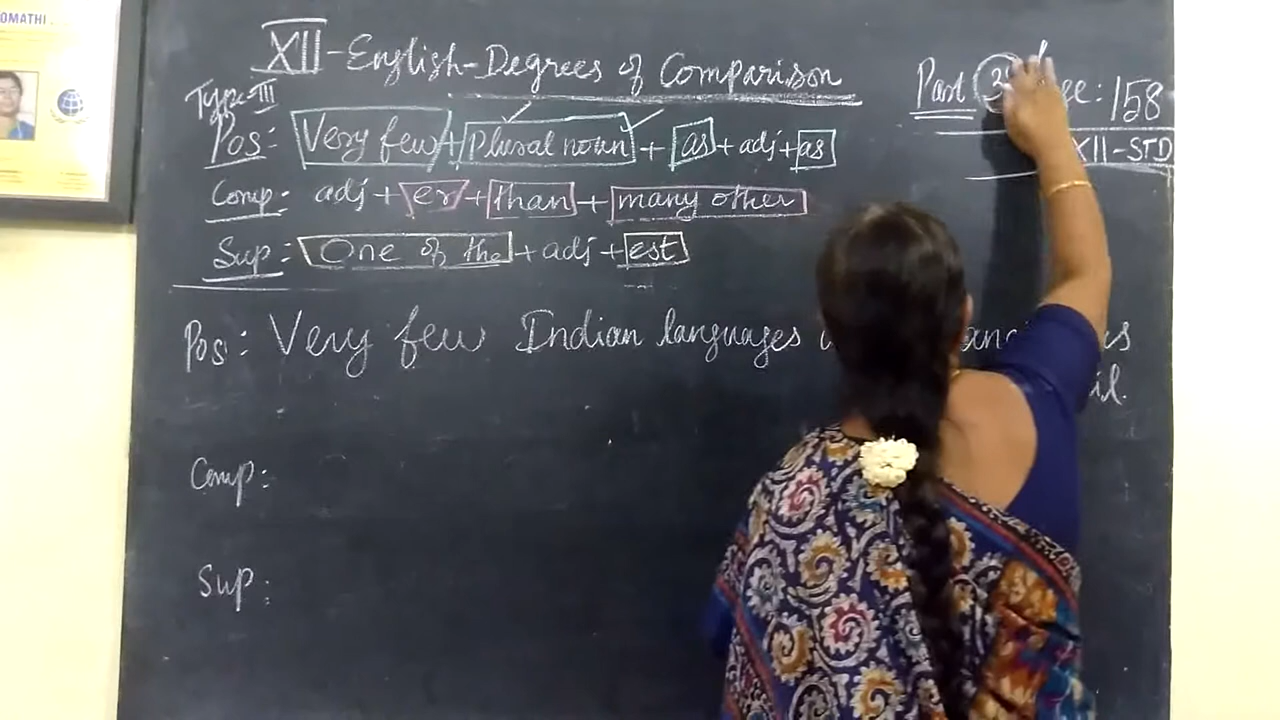 OMATHI
XII-English-Degrees of Comparison
Type-III
Pos: Very few + Plural noun + as + adj + as
Comp: adj + er + than + many other
Sup: One of the + adj + est
Part : 158
XII-STD
Pos: Very few Indian languages
Comp:
Sup: